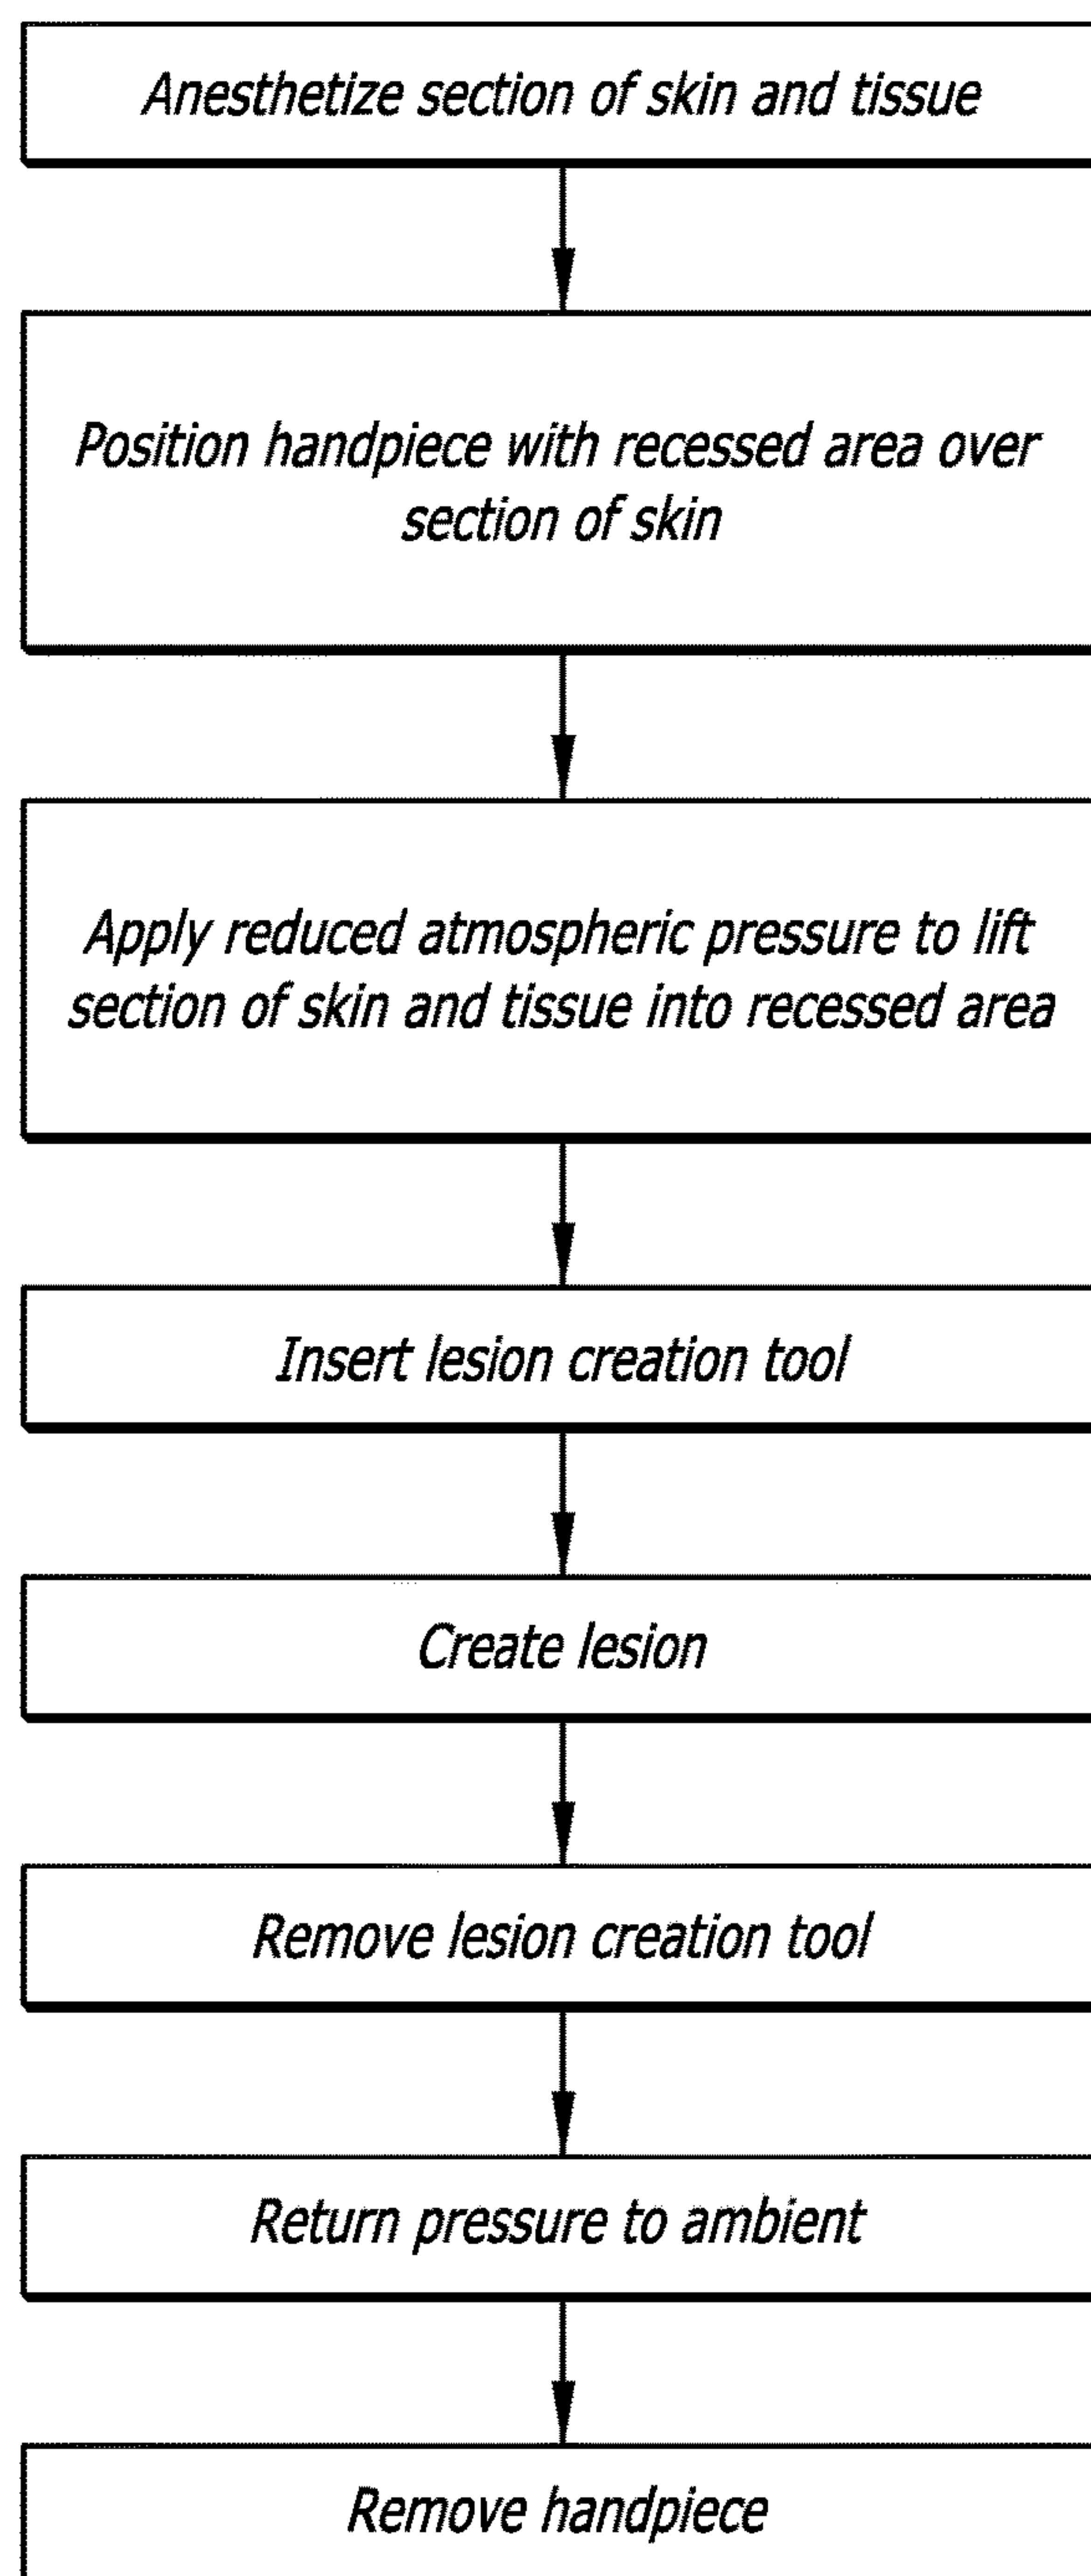 Anesthetize section of skin and tissue
Position handpiece with recessed area over
section of skin
Apply reduced atmospheric pressure to lift
section of skin and tissue into recessed area
Insert lesion creation tool
Create lesion
Remove lesion creation tool
Return pressure to ambient
Remove handpiece